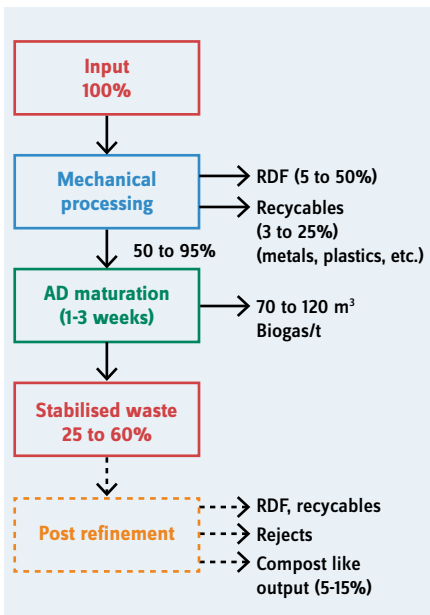 Input
100%
Mechanical
processing
RDF (5 to 50%)
Recycables
(3 to 25%)
(metals, plastics, etc.)
50 to 95%
AD maturation
(1-3 weeks)
70 to 120 m³
Biogas/t
Stabilised waste
25 to 60%
Post refinement
RDF, recycables
Rejects
Compost like
output (5-15%)